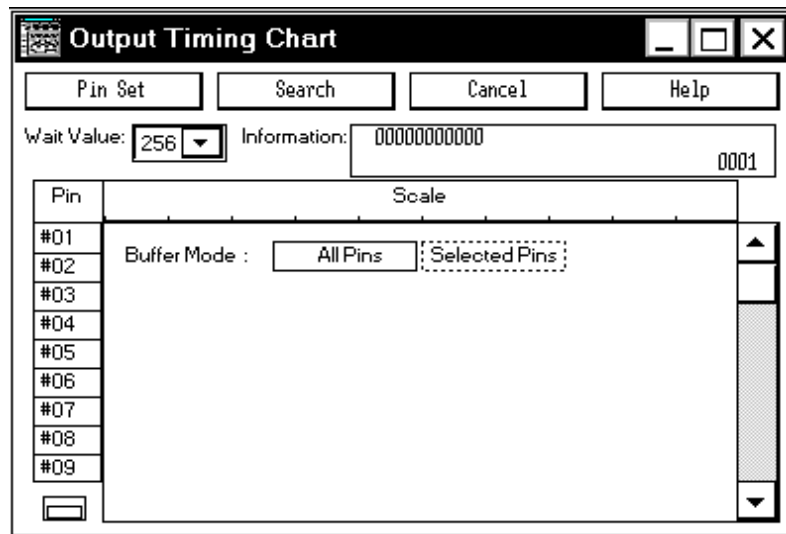 Output Timing Chart
Pin Set Search Cancel Help
Wait Value: 256 Information: 00000000000
0001
Pin Scale
#01
Buffer Mode : All Pins Selected Pins
#02
#03
#04
#05
#06
#07
#08
#09